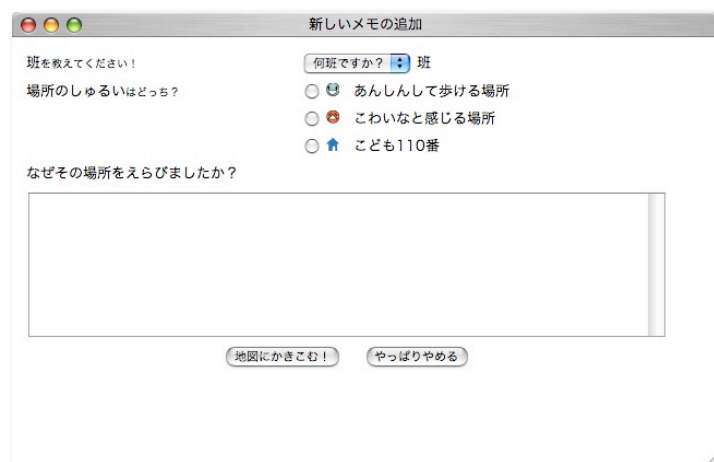 新しいメモの追加
班を教えてください！ 何班ですか？ 班
場所のしゅるいはどっち？ あんしんして歩ける場所
こわいなと感じる場所
こども110番
なぜその場所をえらびましたか？
地図にかきこむ！ やっぱりやめる